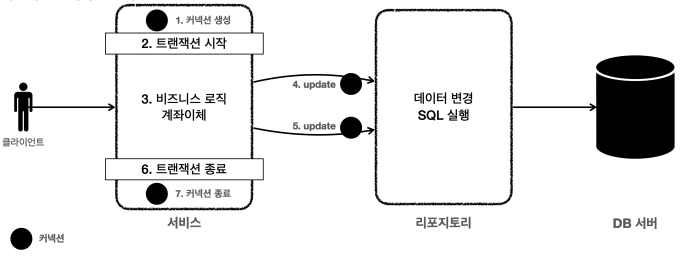 1. 커넥션 생성
2. 트랜잭션 시작
3. 비즈니스 로직
계좌이체
4. update
5. update
6. 트랜잭션 종료
7. 커넥션 종료
데이터 변경
SQL 실행
클라이언트
서비스
리포지토리
DB 서버
커넥션